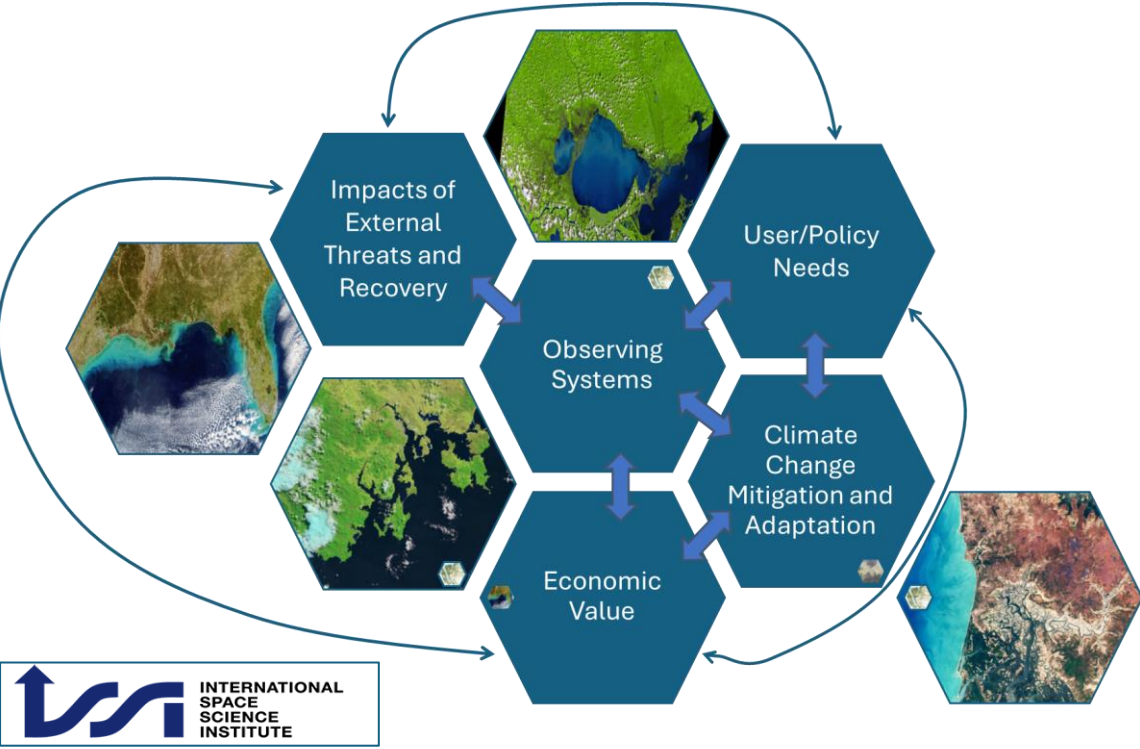 Impacts of
External
Threats and
Recovery
User/Policy
Needs
Observing
Systems
Climate
Change
Mitigation and
Adaptation
Economic
Value
ISSI
INTERNATIONAL
SPACE
SCIENCE
INSTITUTE